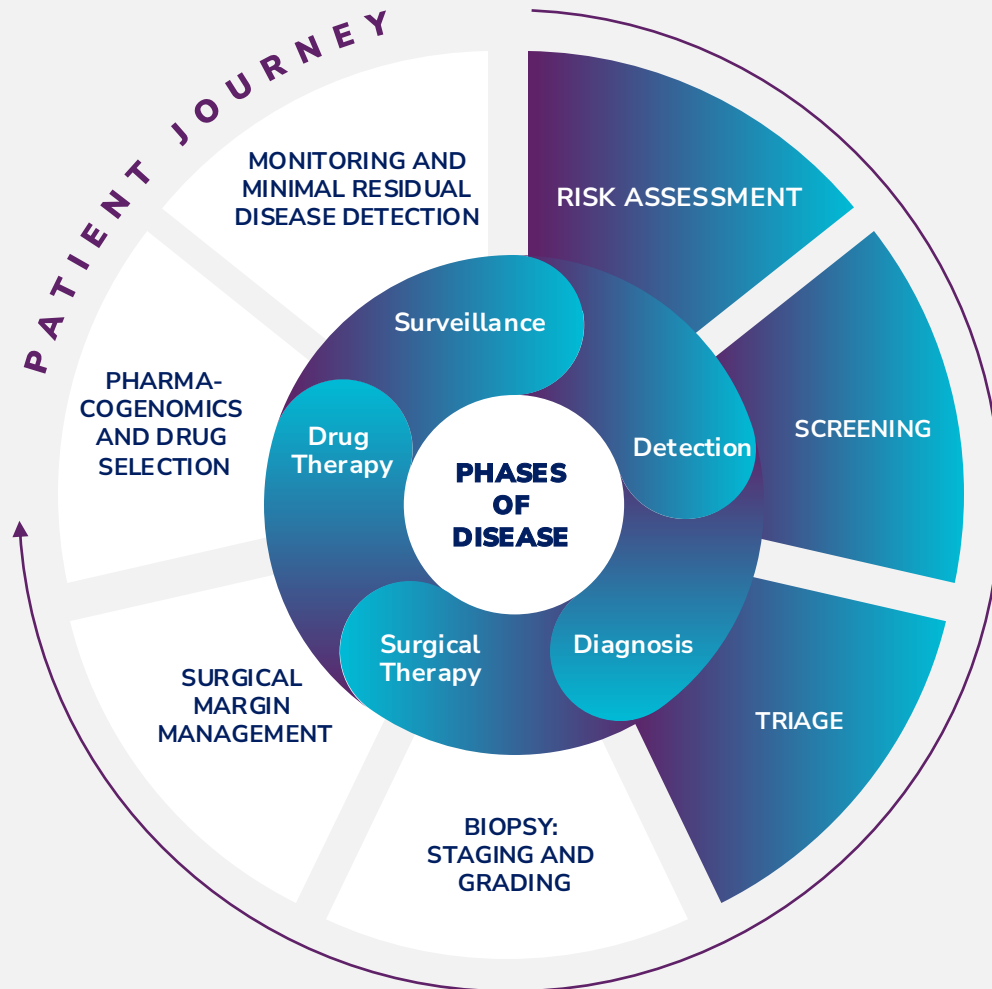 PATIENT JOURNEY
RISK ASSESSMENT
SCREENING
TRIAGE
BIOPSY:
STAGING AND
GRADING
SURGICAL
MARGIN
MANAGEMENT
PHARMA-
COGENOMICS
AND DRUG
SELECTION
MONITORING AND
MINIMAL RESIDUAL
DISEASE DETECTION
Surveillance
Detection
Diagnosis
Surgical
Therapy
Drug
Therapy
PHASES
OF
DISEASE